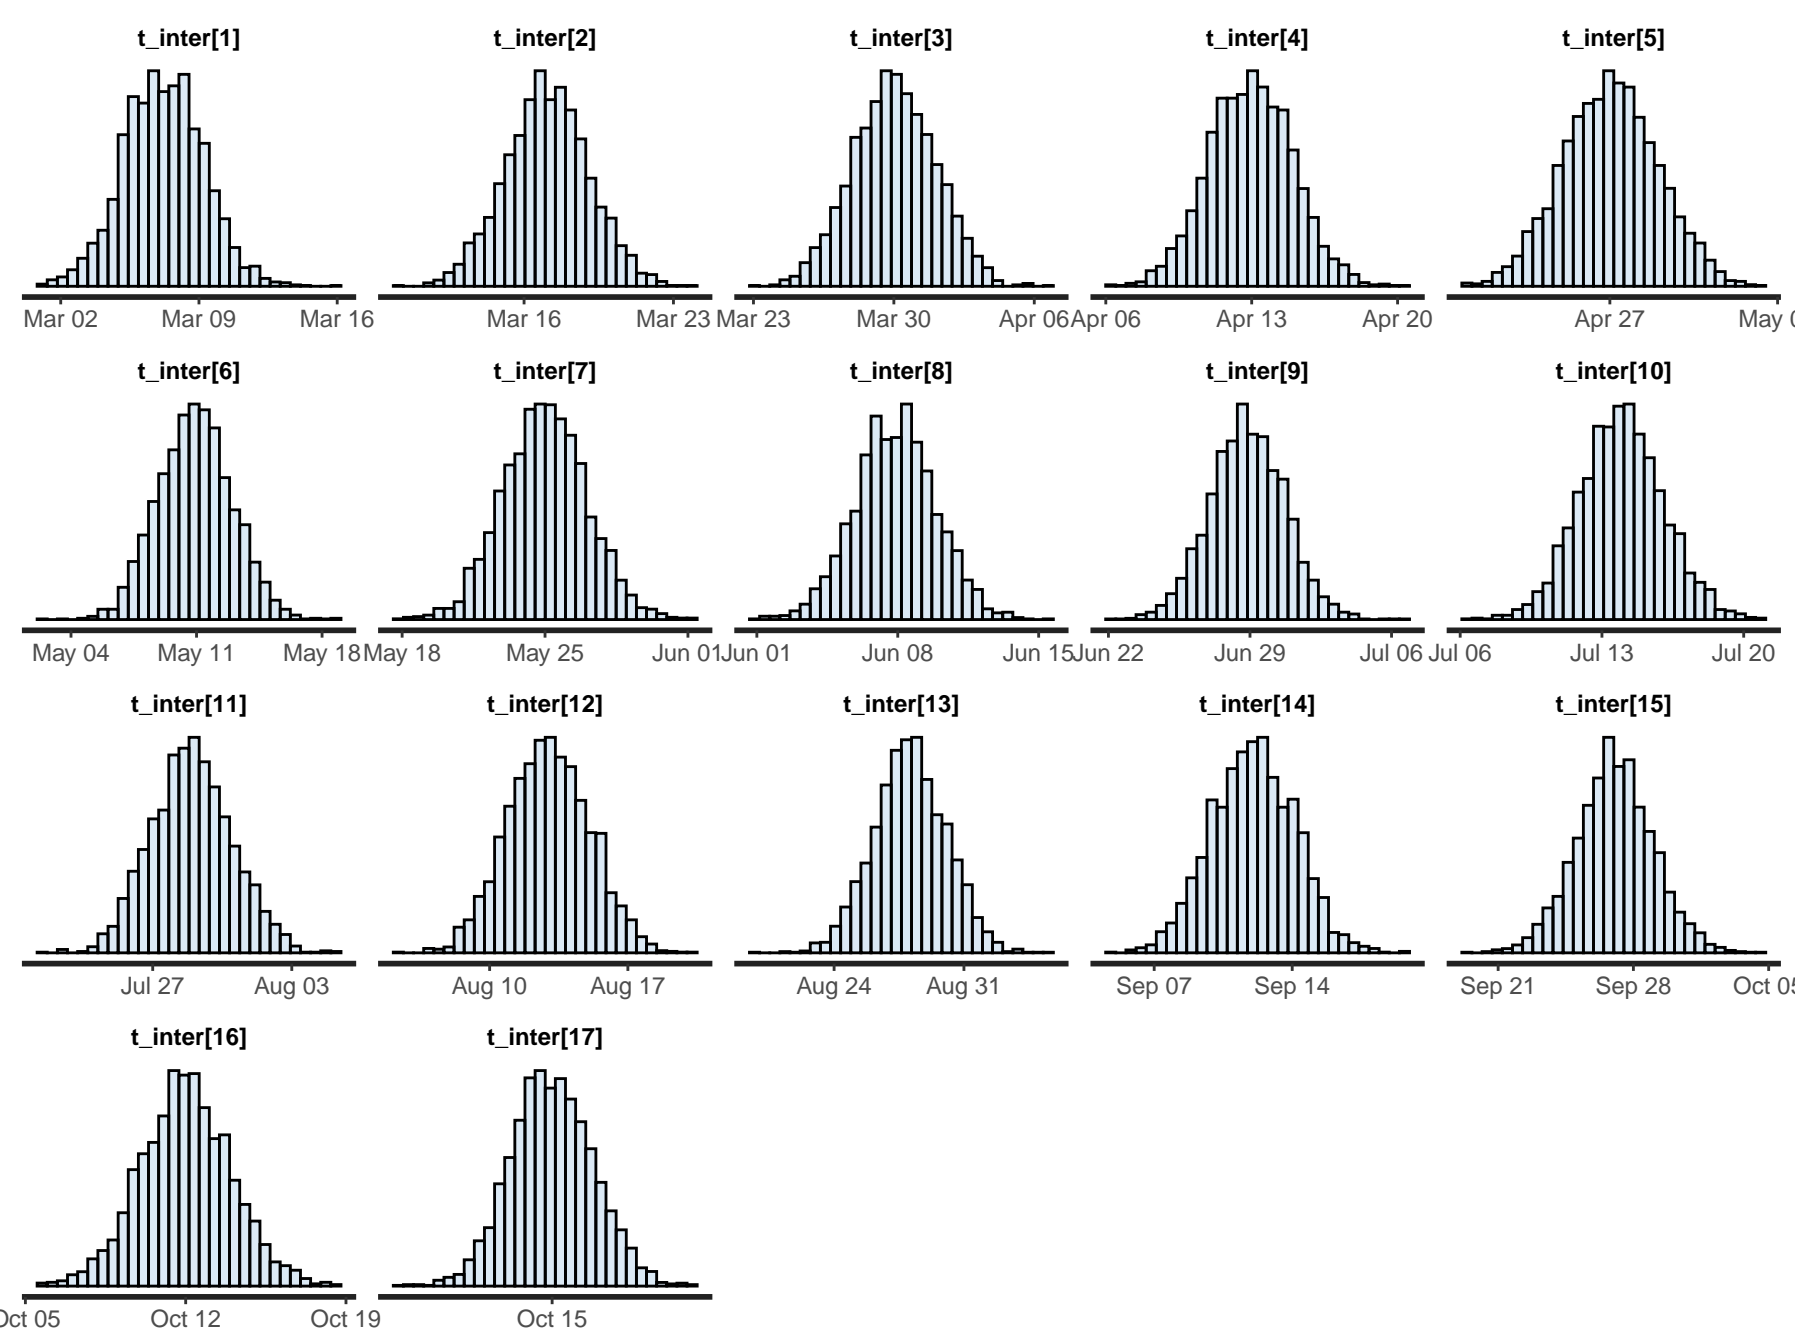 t_inter[1] t_inter[2] t_inter[3] t_inter[4] t_inter[5]
Mar 02 Mar 09 Mar 16 Mar 16 Mar 23 Mar 23 Mar 30 Apr 06 Apr 06 Apr 13 Apr 20 Apr 27 May
t_inter[6] t_inter[7] t_inter[8] t_inter[9] t_inter[10]
May 04 May 11 May 18 May 18 May 25 Jun 01 Jun 01 Jun 08 Jun 15 Jun 22 Jun 29 Jul 06 Jul 06 Jul 13 Jul 20
t_inter[11] t_inter[12] t_inter[13] t_inter[14] t_inter[15]
Jul 27 Aug 03 Aug 10 Aug 17 Aug 24 Aug 31 Sep 07 Sep 14 Sep 21 Sep 28 Oct 05
t_inter[16] t_inter[17]
Oct 05 Oct 12 Oct 19 Oct 15